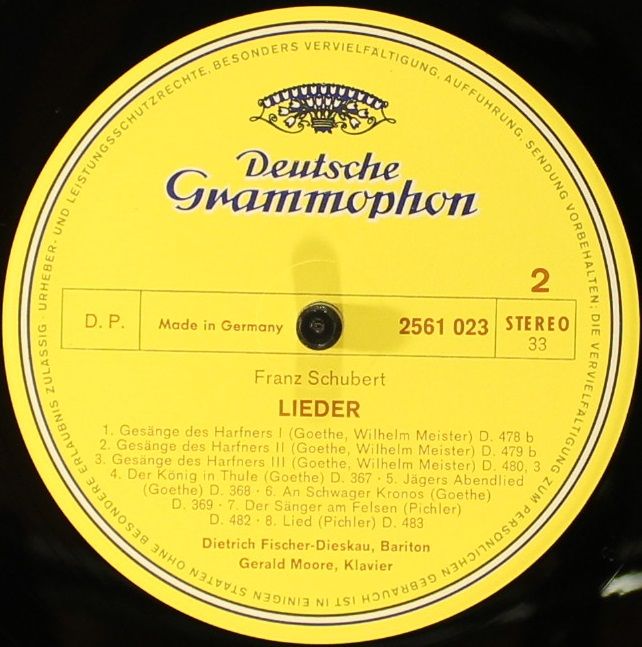 Deutsche
Grammophon
2
D. P.
Made in Germany
2561 023
STEREO
33
Franz Schubert
LIEDER
1. Gesänge des Harfners I (Goethe, Wilhelm Meister) D. 478 b
2. Gesänge des Harfners II (Goethe, Wilhelm Meister) D. 479 b
3. Gesänge des Harfners III (Goethe, Wilhelm Meister) D. 480, 3
4. Der König in Thule (Goethe) D. 367 · 5. Jägers Abendlied
(Goethe) D. 368 · 6. An Schwager Kronos (Goethe)
D. 369 · 7. Der Sänger am Felsen (Pichler)
D. 482 · 8. Lied (Pichler) D. 483
Dietrich Fischer-Dieskau, Bariton
Gerald Moore, Klavier
URHEBER- UND LEISTUNGSSCHUTZRECHTE, BESONDERS VERVIELFÄLTIGUNG, AUFFÜHRUNG, SENDUNG VORBEHALTEN; DIE VERVIELFÄLTIGUNG ZUM PERSÖNLICHEN GEBRAUCH IST IN EINIGEN STAATEN OHNE BESONDERE ERLAUBNIS ZULÄSSIG ·